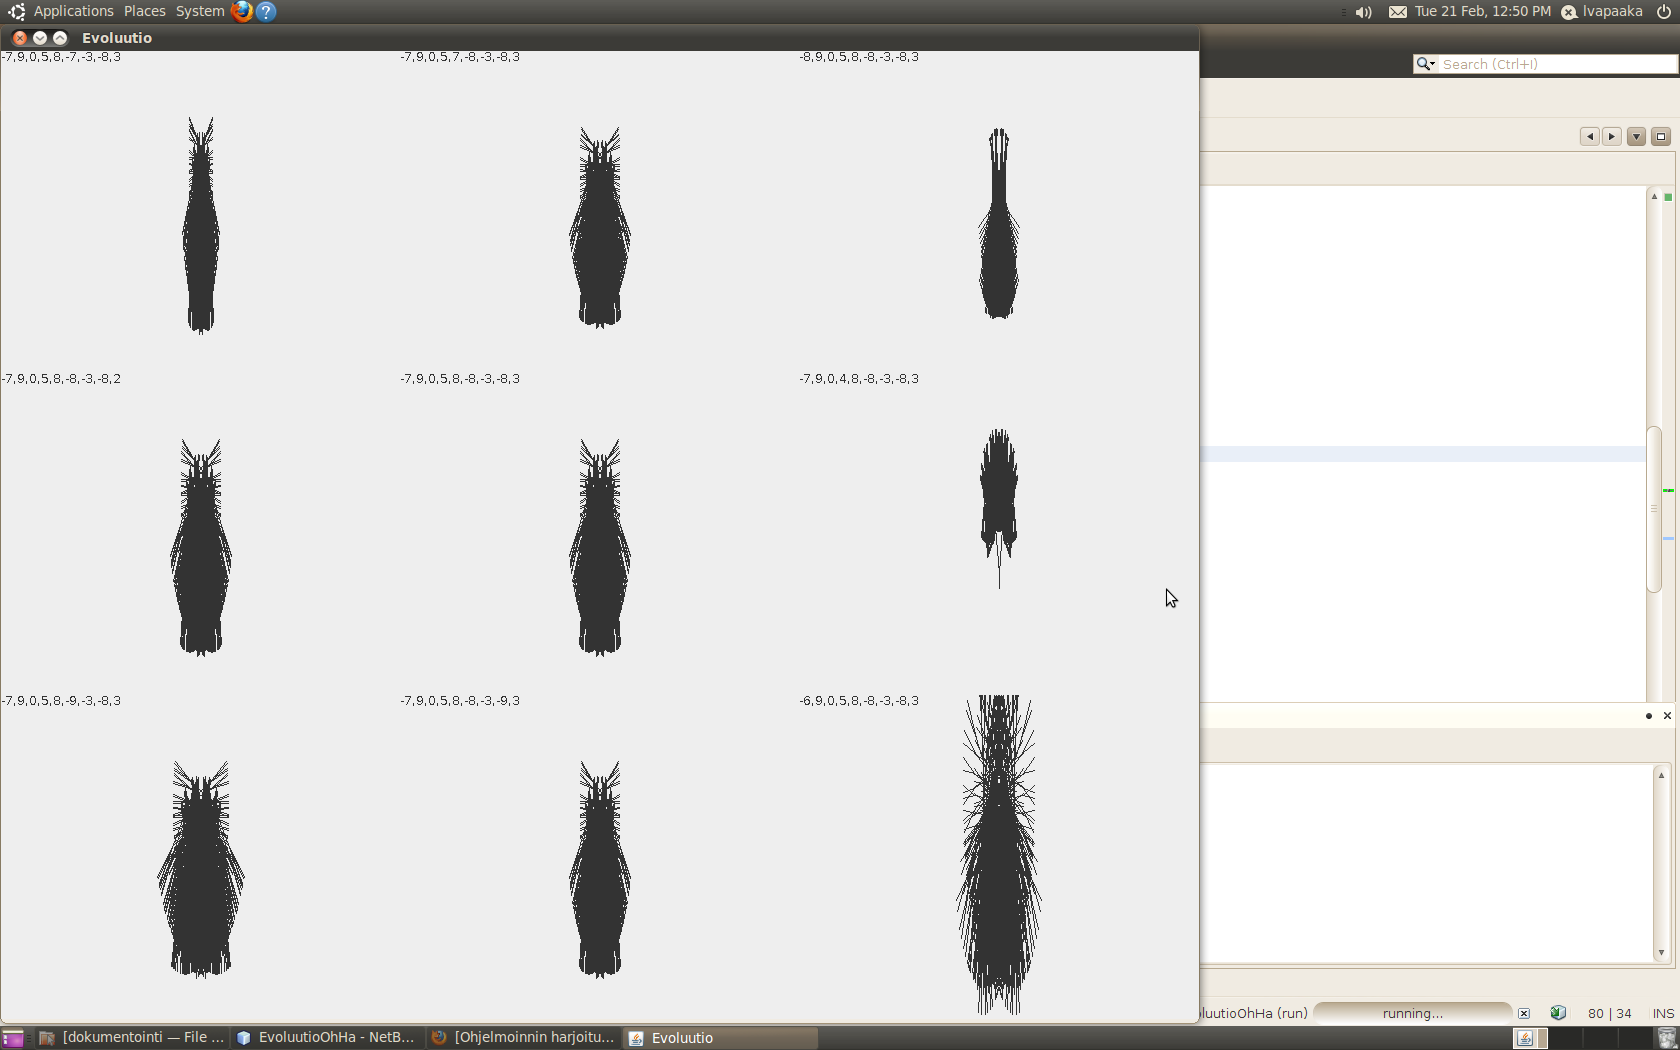 Applications Places System
Tue 21 Feb, 12:50 PM lvapaaka
Evoluutio
Search (Ctrl+I)
-7,9,0,5,8,-7,-3,-8,3
-7,9,0,5,7,-8,-3,-8,3
-8,9,0,5,8,-8,-3,-8,3
-7,9,0,5,8,-8,-3,-8,2
-7,9,0,5,8,-8,-3,-8,3
-7,9,0,4,8,-8,-3,-8,3
-7,9,0,5,8,-9,-3,-8,3
-7,9,0,5,8,-8,-3,-9,3
-6,9,0,5,8,-8,-3,-8,3
luutioOhHa (run) running... 80 | 34 INS
[dokumentointi — File ... EvoluutioOhHa - NetB... [Ohjelmoinnin harjoitu... Evoluutio